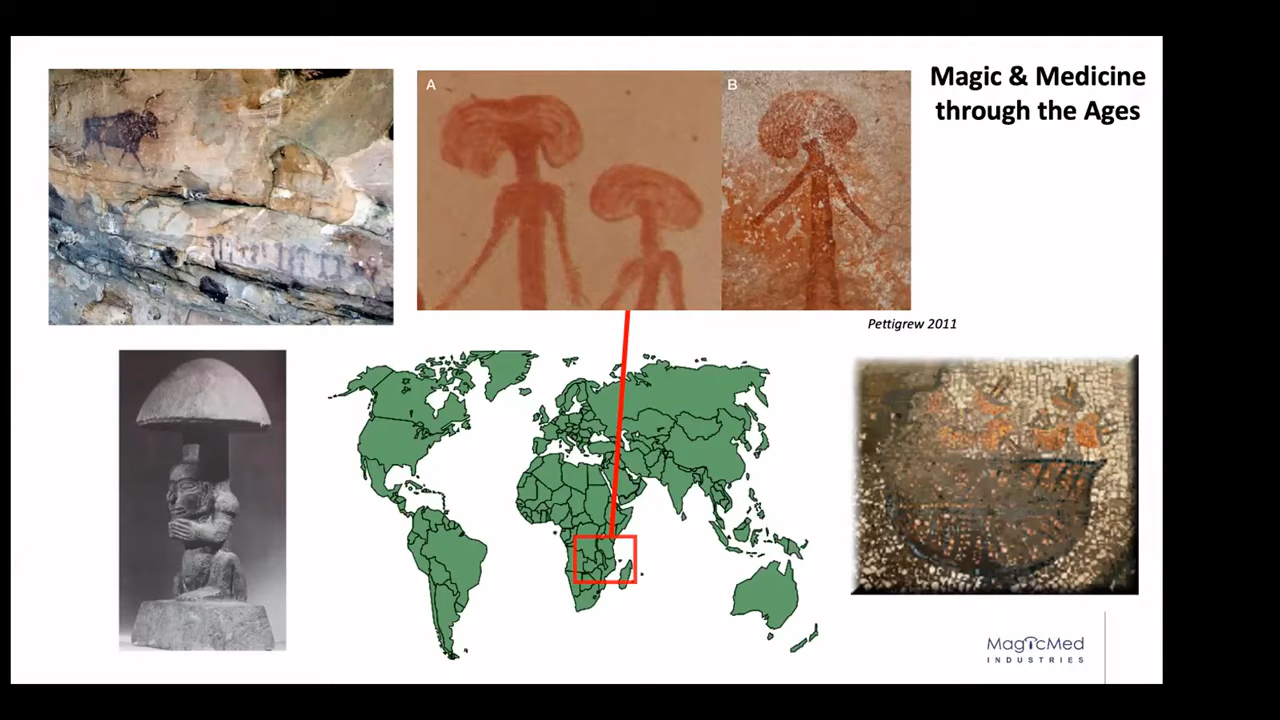 A
B
Magic & Medicine
through the Ages
Pettigrew 2011
MagicMed
INDUSTRIES